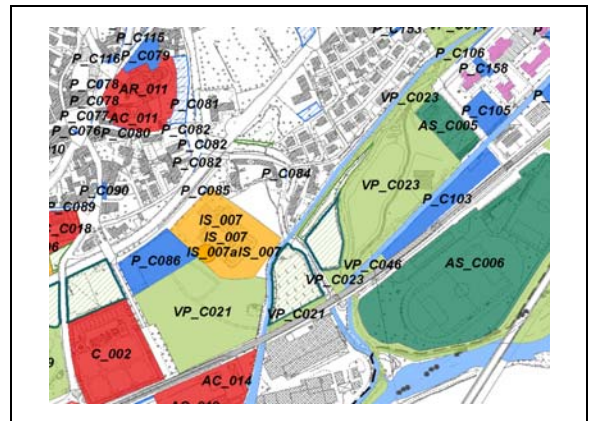 P_C115
P_C116
P_C079
P_C078
AR_011
P_C078
P_C077
AC_011
P_C081
P_C076
P_C080
P_C082
P_C082
P_C082
P_C084
P_C090
P_C085
P_C089
C_018
IS_007
IS_007
IS_007a
IS_007
P_C086
VP_C021
C_002
AC_014
VP_C021
VP_C023
VP_C046
VP_C023
P_C103
AS_C006
AS_C005
VP_C023
P_C105
P_C158
P_C106
P_C153